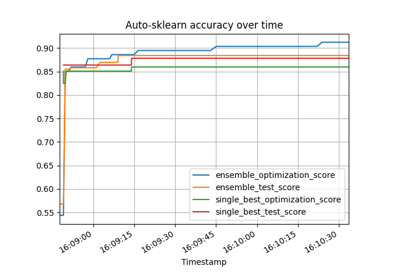 Auto-sklearn accuracy over time
0.90
0.85
0.80
0.75
0.70
0.65
0.60
0.55
ensemble_optimization_score
ensemble_test_score
single_best_optimization_score
single_best_test_score
16:09:00
16:09:15
16:09:30
16:09:45
16:10:00
16:10:15
16:10:30
Timestamp